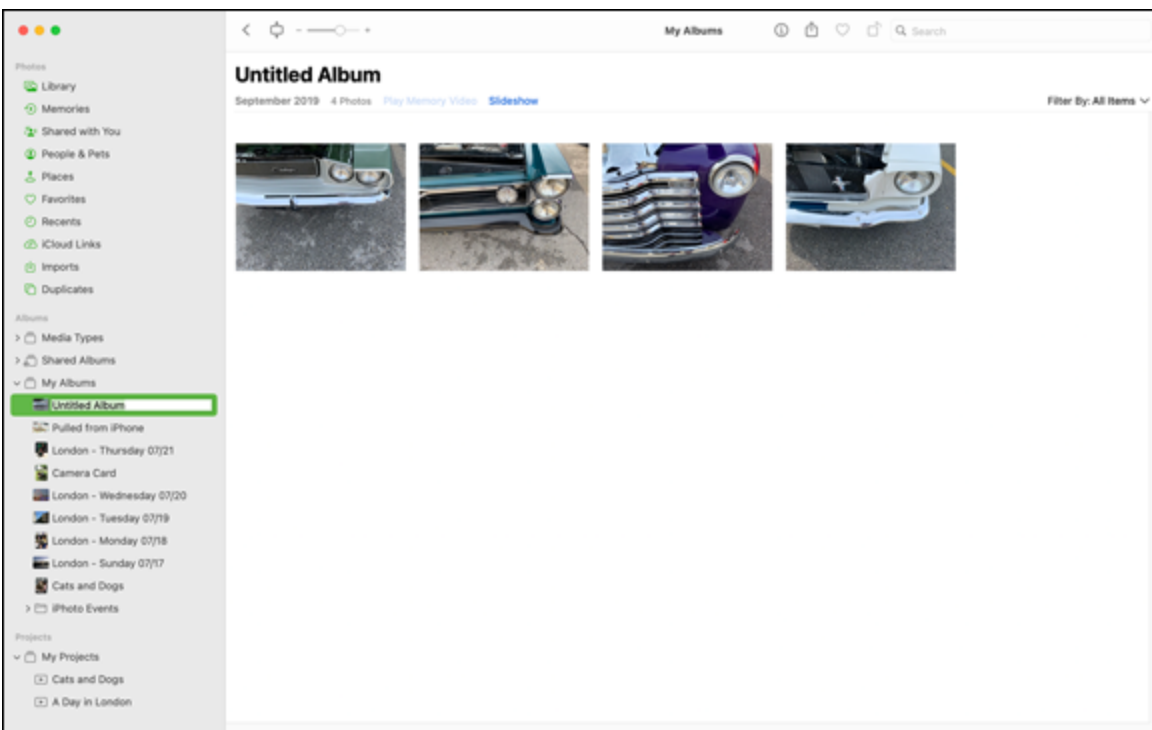 My Albums
Search
Untitled Album
September 2019 4 Photos Play Memory Video Slideshow
Filter By: All Items
Photos
Library
Memories
Shared with You
People & Pets
Places
Favorites
Recents
iCloud Links
Imports
Duplicates
Albums
Media Types
Shared Albums
My Albums
Untitled Album
Pulled from iPhone
London - Thursday 07/21
Camera Card
London - Wednesday 07/20
London - Tuesday 07/19
London - Monday 07/18
London - Sunday 07/17
Cats and Dogs
iPhoto Events
Projects
My Projects
Cats and Dogs
A Day in London